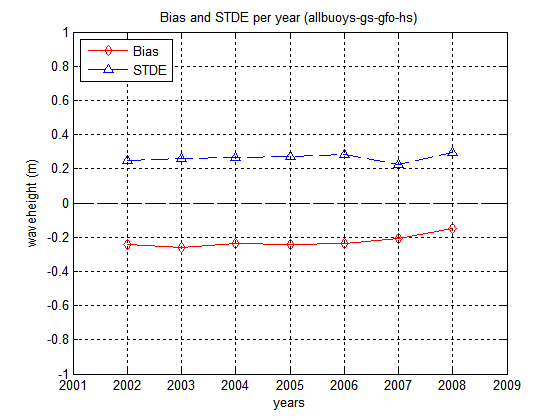 Bias and STDE per year (allbuoys-gs-gfo-hs)
Bias
STDE
waveheight (m)
1
0.8
0.6
0.4
0.2
0
-0.2
-0.4
-0.6
-0.8
-1
2001 2002 2003 2004 2005 2006 2007 2008 2009
years